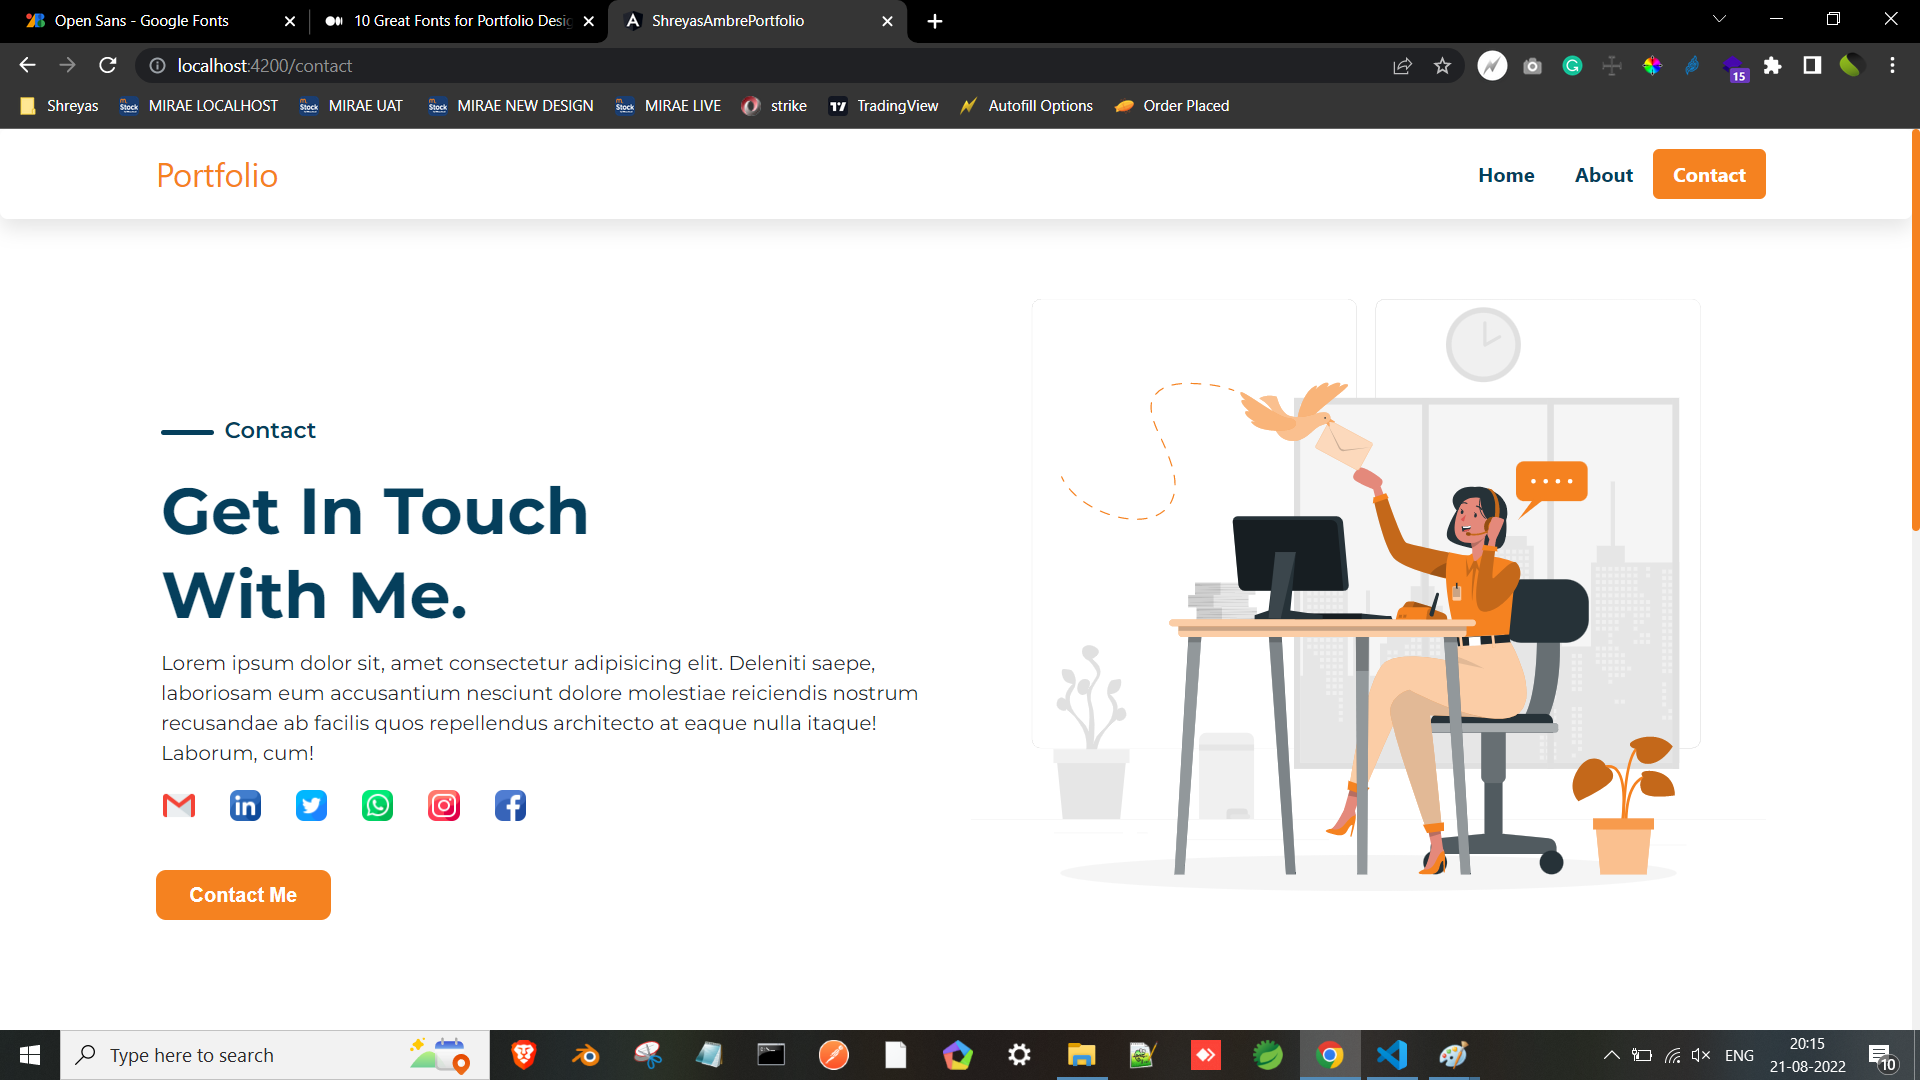 Open Sans - Google Fonts
10 Great Fonts for Portfolio Desig
ShreyasAmbrePortfolio
localhost:4200/contact
15
Shreyas
MIRAE LOCALHOST
MIRAE UAT
MIRAE NEW DESIGN
MIRAE LIVE
strike
TradingView
Autofill Options
Order Placed
Portfolio
Home
About
Contact
Contact
Get In Touch
With Me.
Lorem ipsum dolor sit, amet consectetur adipisicing elit. Deleniti saepe,
laboriosam eum accusantium nesciunt dolore molestiae reiciendis nostrum
recusandae ab facilis quos repellendus architecto at eaque nulla itaque!
Laborum, cum!
Contact Me
Type here to search
ENG
20:15
21-08-2022
10